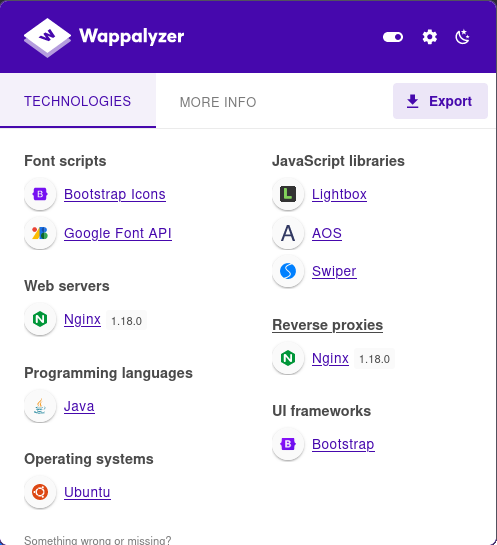 Wappalyzer
TECHNOLOGIES
MORE INFO
Export
Font scripts
Bootstrap Icons
Google Font API
Web servers
Nginx 1.18.0
Programming languages
Java
Operating systems
Ubuntu
JavaScript libraries
Lightbox
AOS
Swiper
Reverse proxies
Nginx 1.18.0
UI frameworks
Bootstrap
Something wrong or missing?